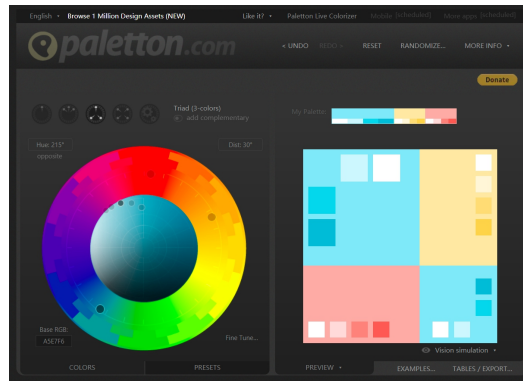 English
Browse 1 Million Design Assets (NEW)
Like it?
Paletton Live Colorizer
Mobile [scheduled]
More apps [scheduled]
paletton.com
< UNDO
REDO >
RESET
RANDOMIZE...
MORE INFO
Donate
Triad (3-colors)
add complementary
My Palette:
Hue: 215°
opposite
Dist: 30°
Base RGB:
A5E7F6
Fine Tune...
Vision simulation
COLORS
PRESETS
PREVIEW
EXAMPLES...
TABLES / EXPORT...